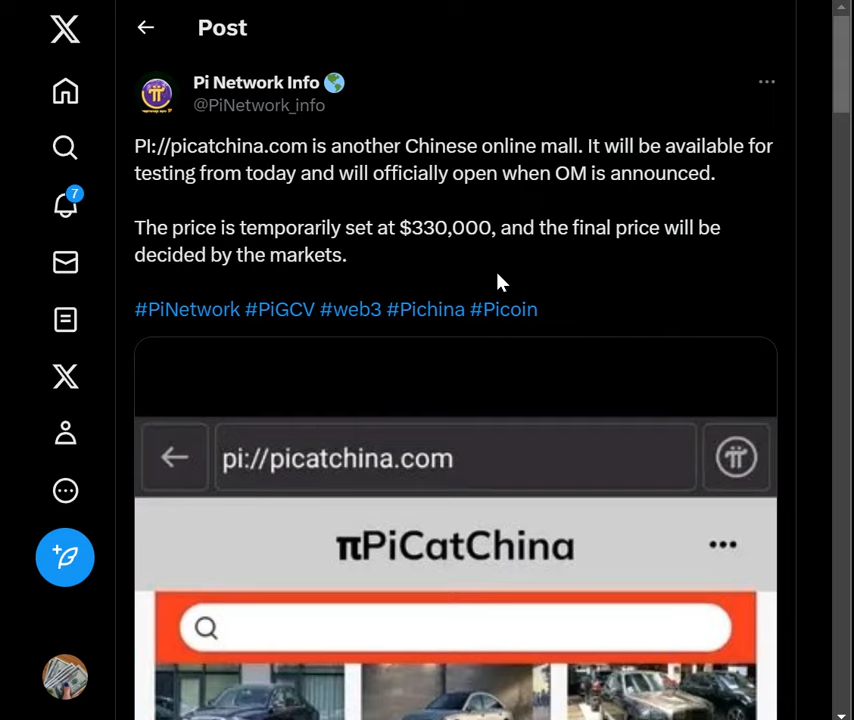 Post
Pi Network Info 🌎
@PiNetwork_info
PI://picatchina.com is another Chinese online mall. It will be available for
testing from today and will officially open when OM is announced.
The price is temporarily set at $330,000, and the final price will be
decided by the markets.
#PiNetwork #PiGCV #web3 #Pichina #Picoin
7
pi://picatchina.com
πPiCatChina